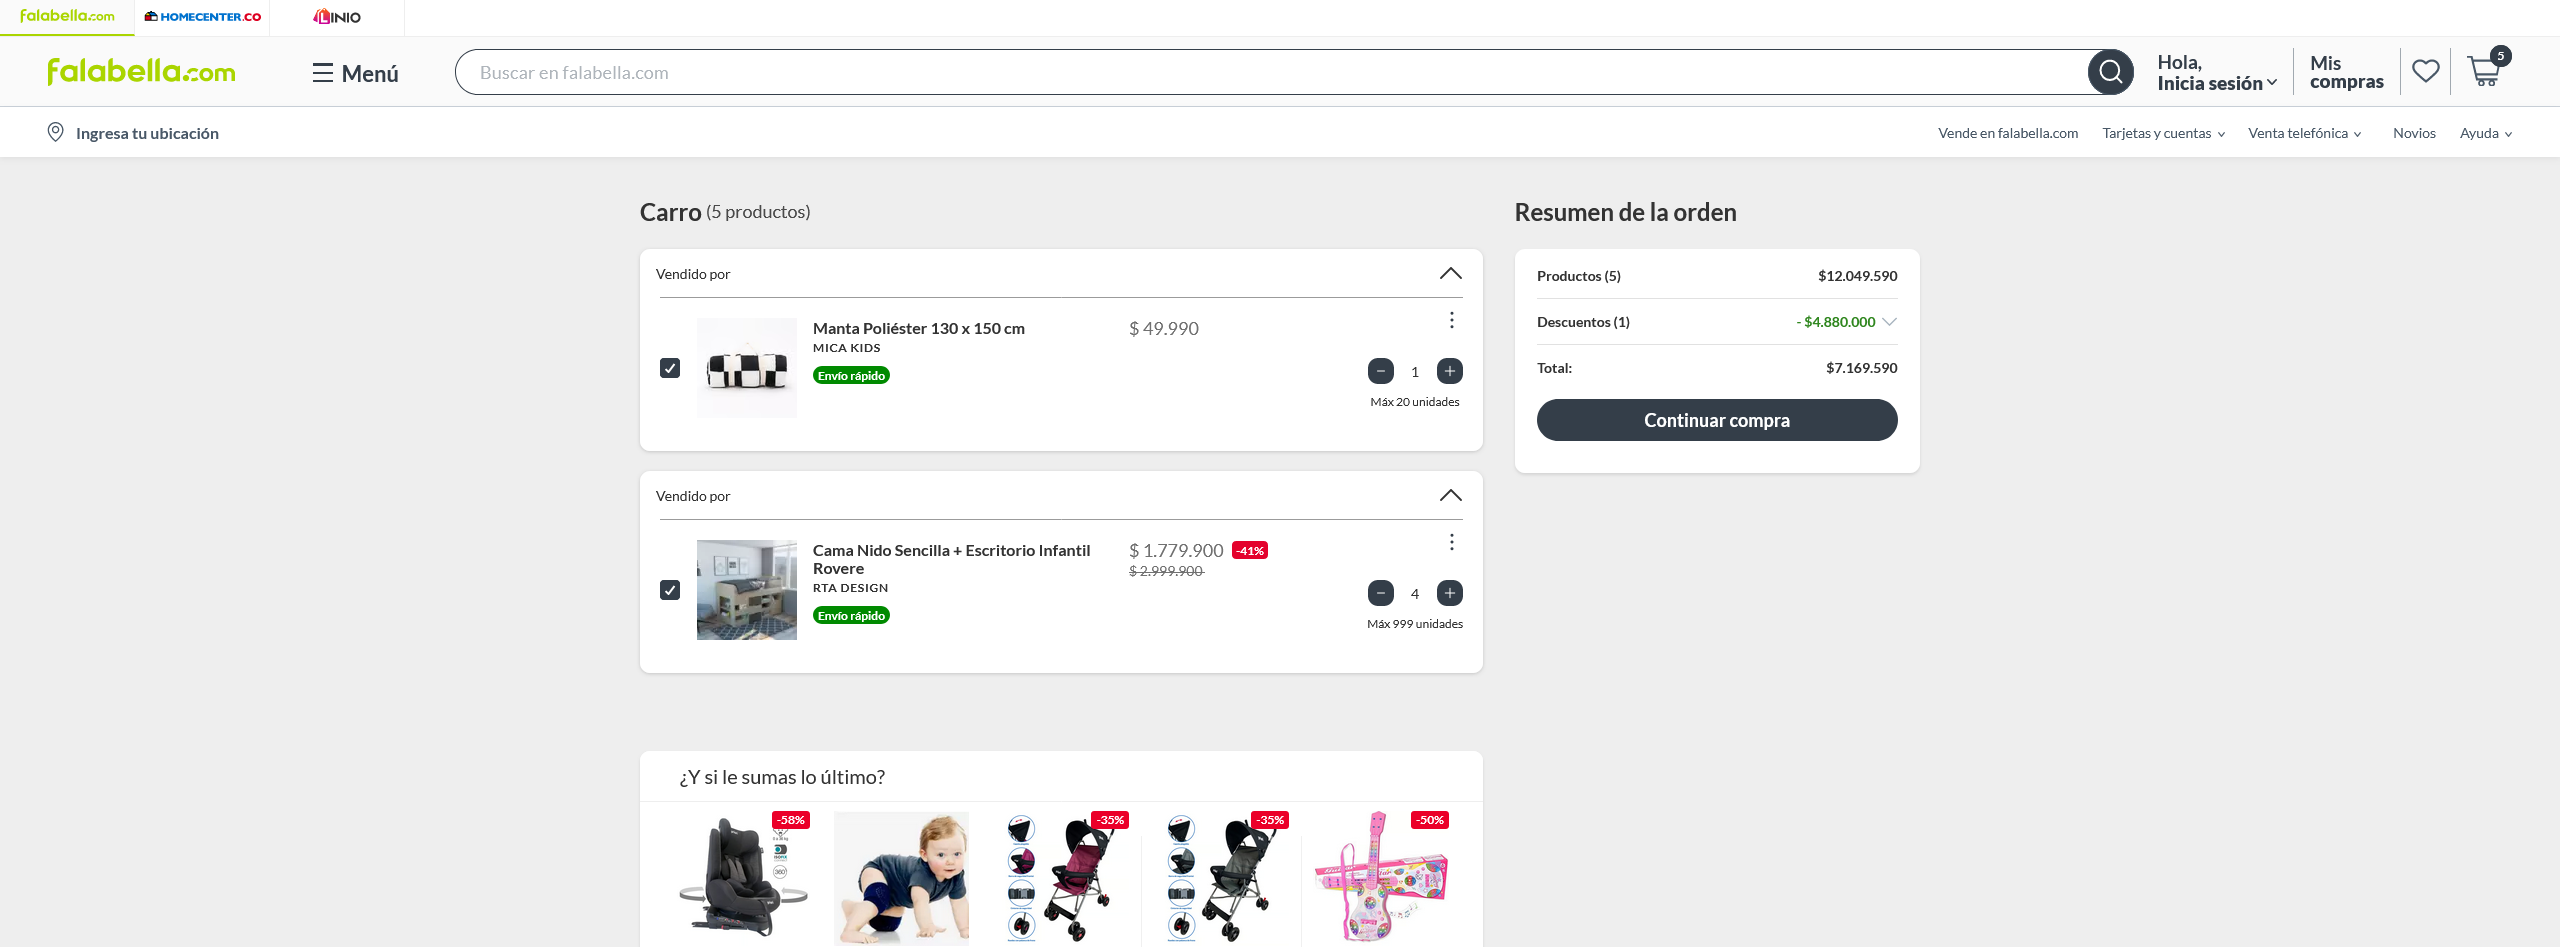 falabella.com
HOMECENTER.CO
LINIO
falabella.com
Menú
Buscar en falabella.com
Hola,
Inicia sesión
Mis
compras
5
Ingresa tu ubicación
Vende en falabella.com
Tarjetas y cuentas
Venta telefónica
Novios
Ayuda
Carro (5 productos)
Vendido por
Manta Poliéster 130 x 150 cm
MICA KIDS
Envío rápido
$ 49.990
1
Máx 20 unidades
Vendido por
Cama Nido Sencilla + Escritorio Infantil
Rovere
RTA DESIGN
Envío rápido
$ 1.779.900 -41%
$ 2.999.900
4
Máx 999 unidades
Resumen de la orden
Productos (5) $12.049.590
Descuentos (1) - $4.880.000
Total: $7.169.590
Continuar compra
¿Y si le sumas lo último?
-58%
-35%
-35%
-50%
360°